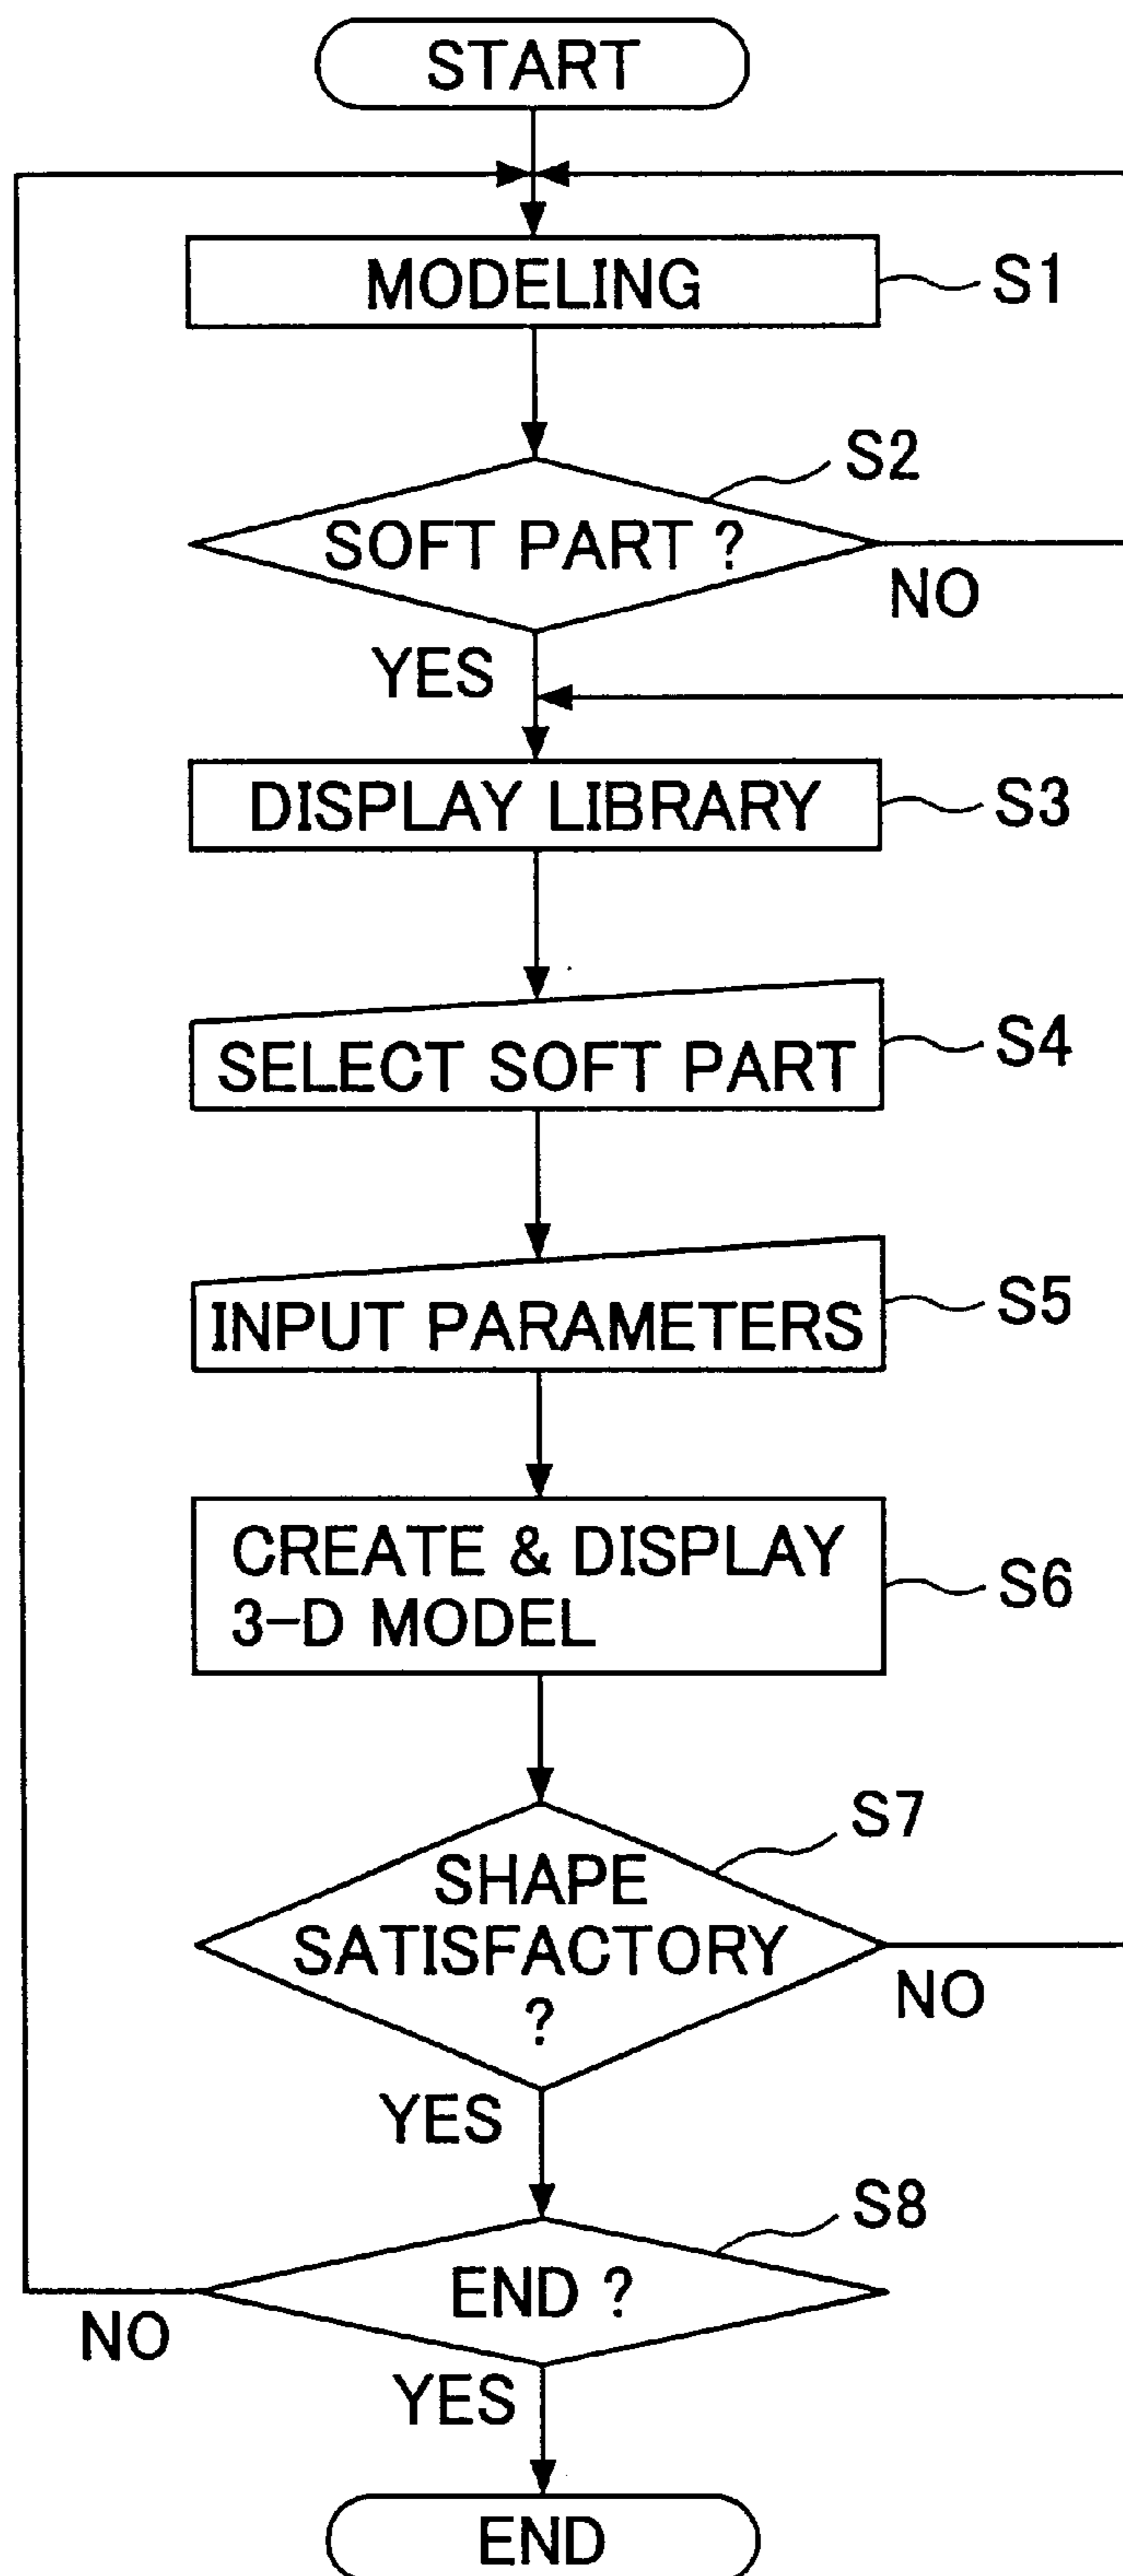 START
MODELING
S1
S2
SOFT PART ?
NO
YES
DISPLAY LIBRARY
S3
SELECT SOFT PART
S4
INPUT PARAMETERS
S5
CREATE & DISPLAY
3-D MODEL
S6
S7
SHAPE
SATISFACTORY
?
NO
YES
S8
END ?
NO
YES
END